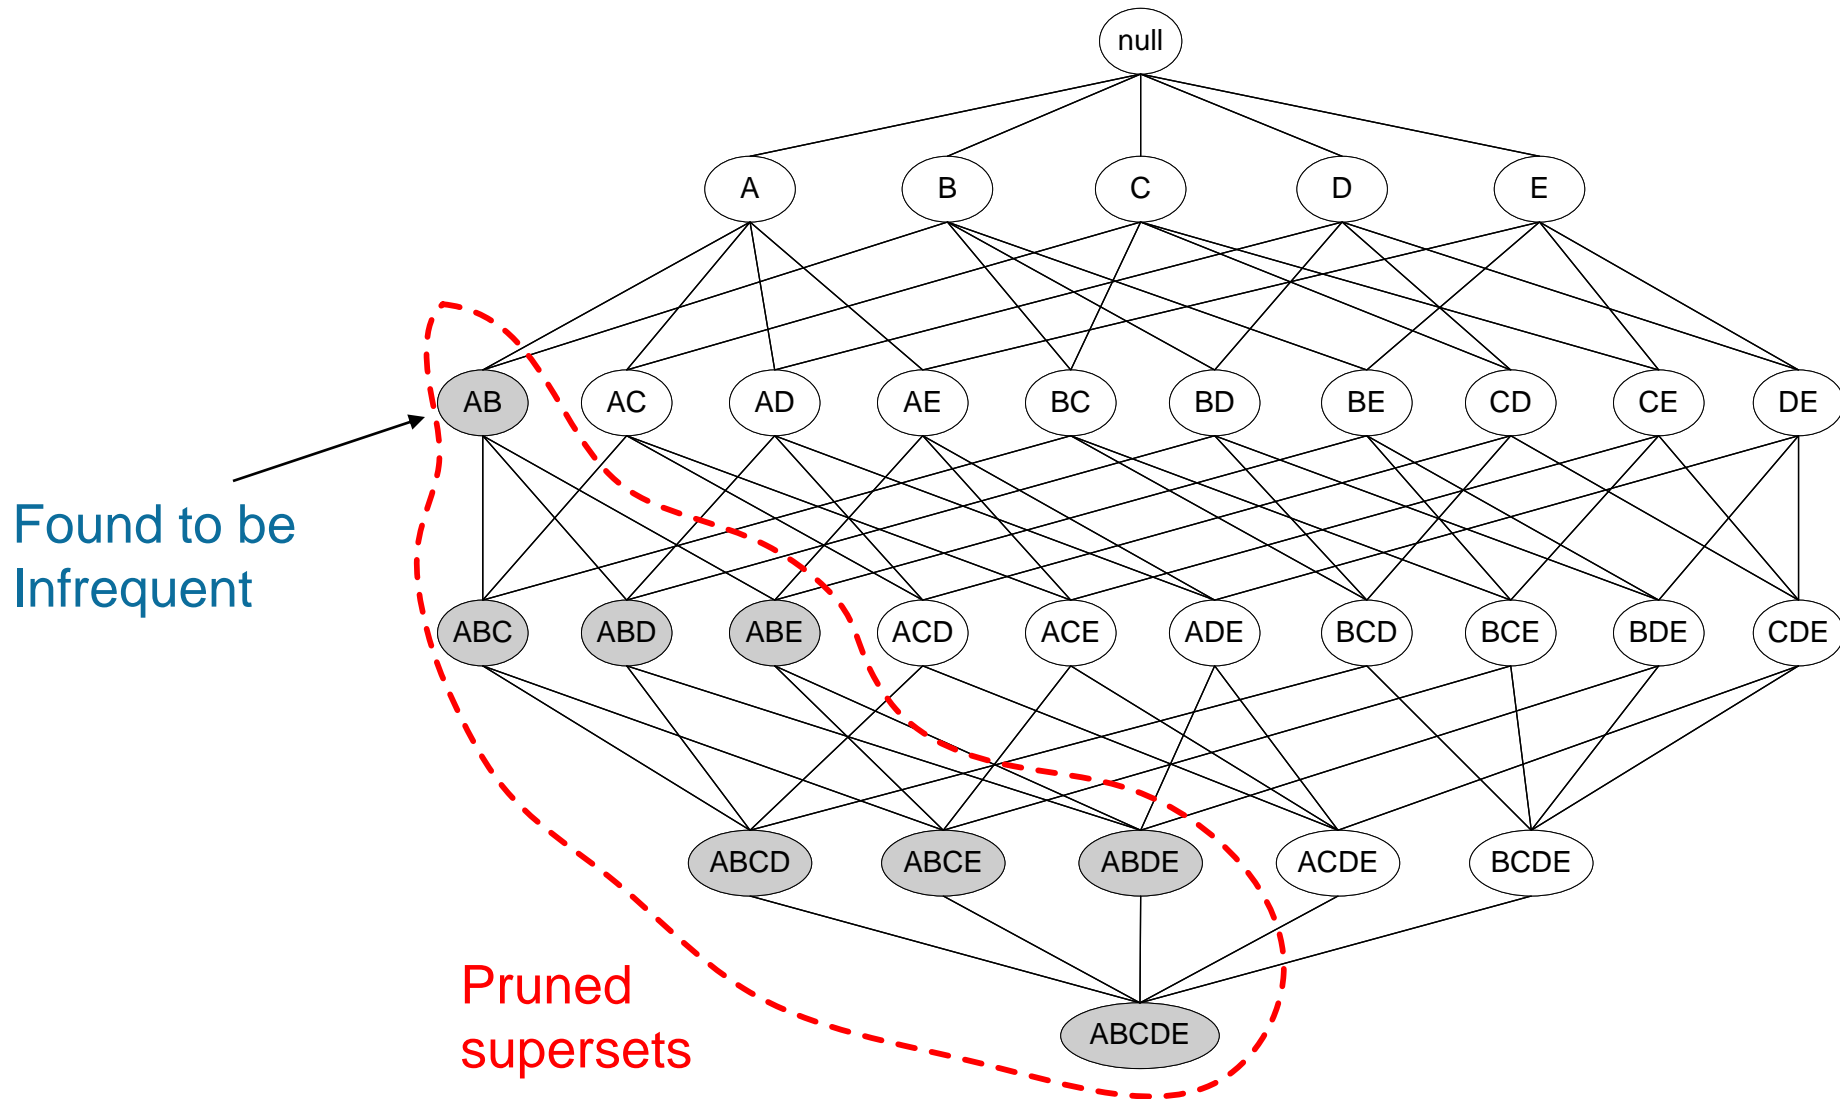 null
A B C D E
AB AC AD AE BC BD BE CD CE DE
Found to be
Infrequent
ABC ABD ABE ACD ACE ADE BCD BCE BDE CDE
ABCD ABCE ABDE ACDE BCDE
Pruned
supersets
ABCDE